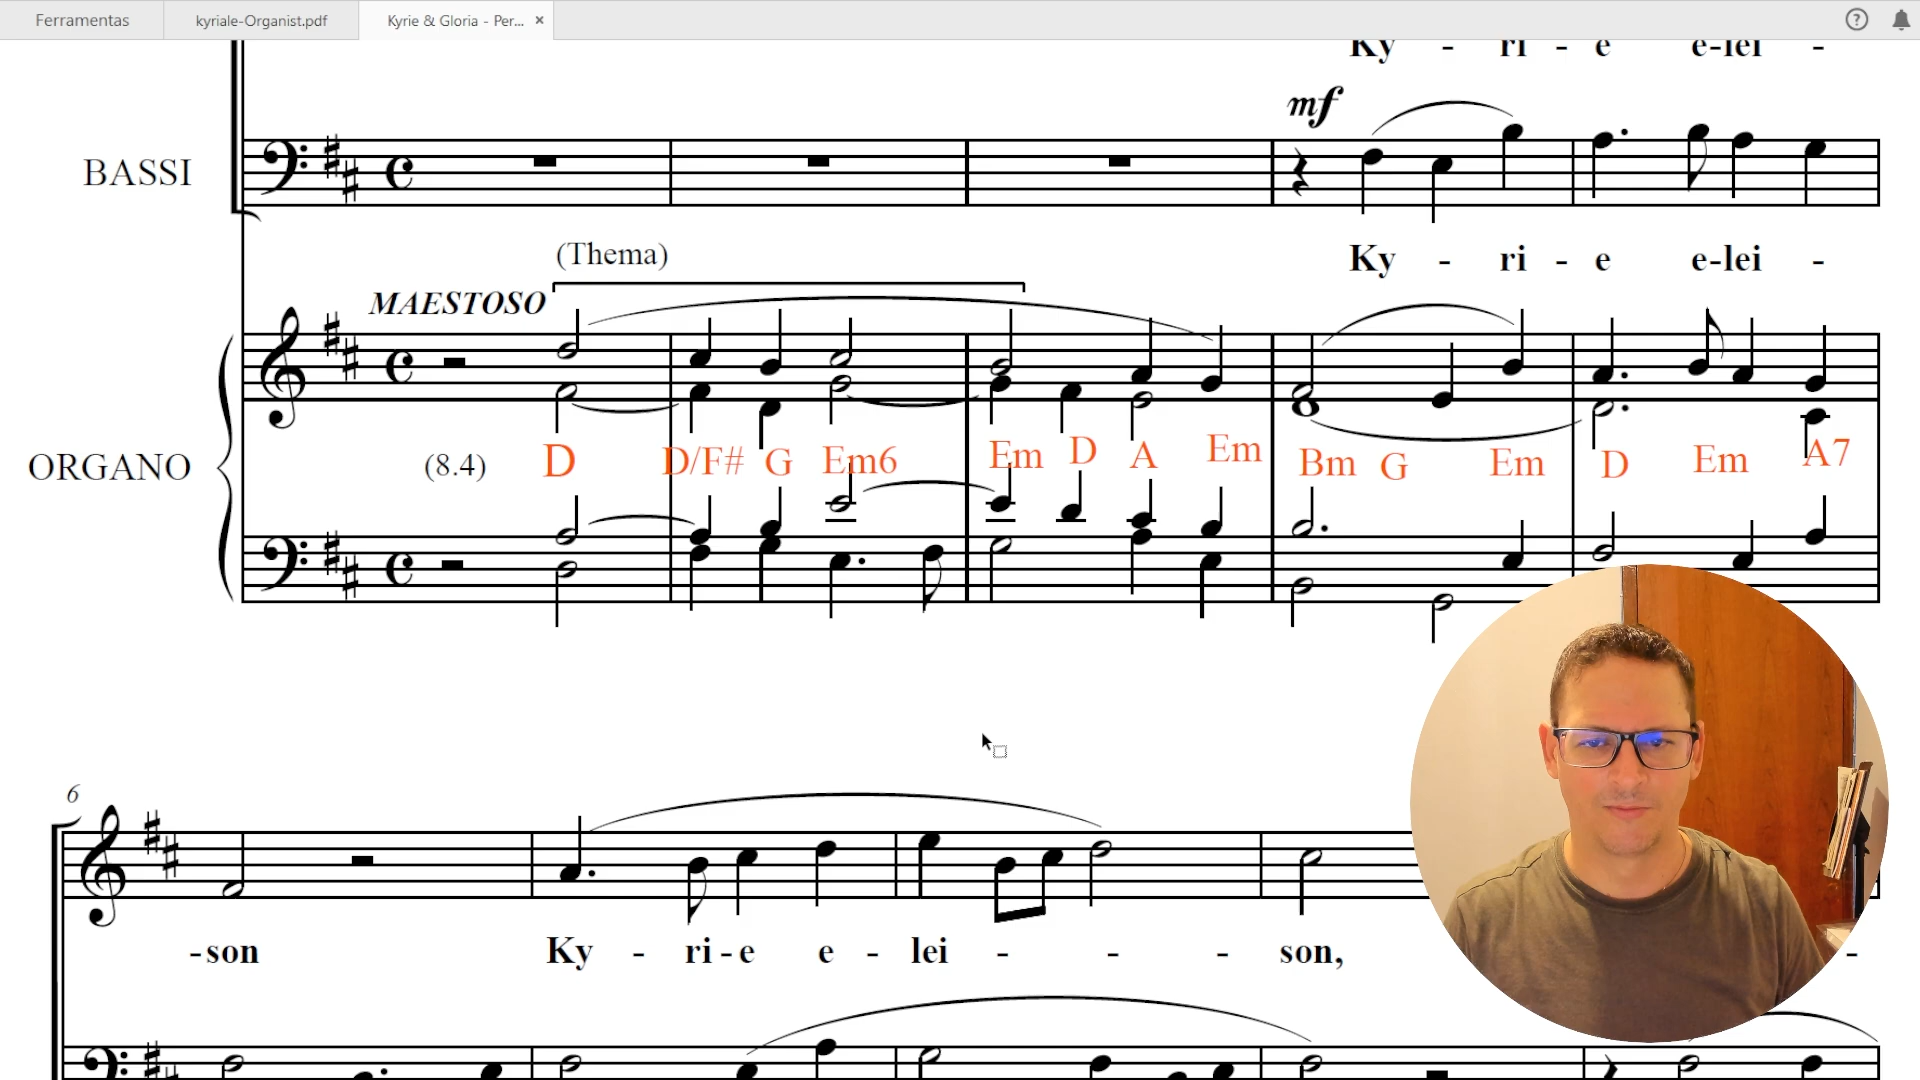 Ferramentas kyriale-Organist.pdf Kyrie & Gloria - Per... × ?
Ky - ri - e e-lei -
mf
BASSI
(Thema)
Ky - ri - e e-lei -
MAESTOSO
ORGANO
(8.4) D D/F# G Em6 Em D A Em Bm G Em D Em A7
6
-son Ky - ri-e e - lei - - - son, -